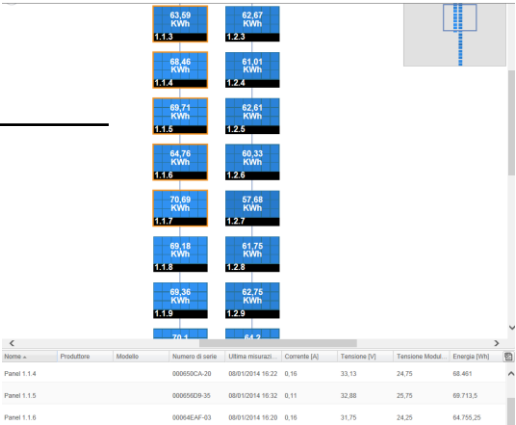 63,59 KWh 62,67 KWh
1.1.3 1.2.3
68,46 KWh 61,01 KWh
1.1.4 1.2.4
69,71 KWh 62,61 KWh
1.1.5 1.2.5
64,76 KWh 60,33 KWh
1.1.6 1.2.6
70,69 KWh 57,68 KWh
1.1.7 1.2.7
69,18 KWh 61,75 KWh
1.1.8 1.2.8
69,36 KWh 62,75 KWh
1.1.9 1.2.9
70,1 64,2
Nome Produttore Modello Numero di serie Ultima misurazi... Corrente [A] Tensione [V] Tensione Modul... Energia [Wh]
Panel 1.1.4 000650CA-20 08/01/2014 16:22 0,16 33,13 24,75 68.461
Panel 1.1.5 000656D9-35 08/01/2014 16:32 0,11 32,88 25,75 69.713,5
Panel 1.1.6 00064EAF-03 08/01/2014 16:28 0,16 31,75 24,25 64.755,25